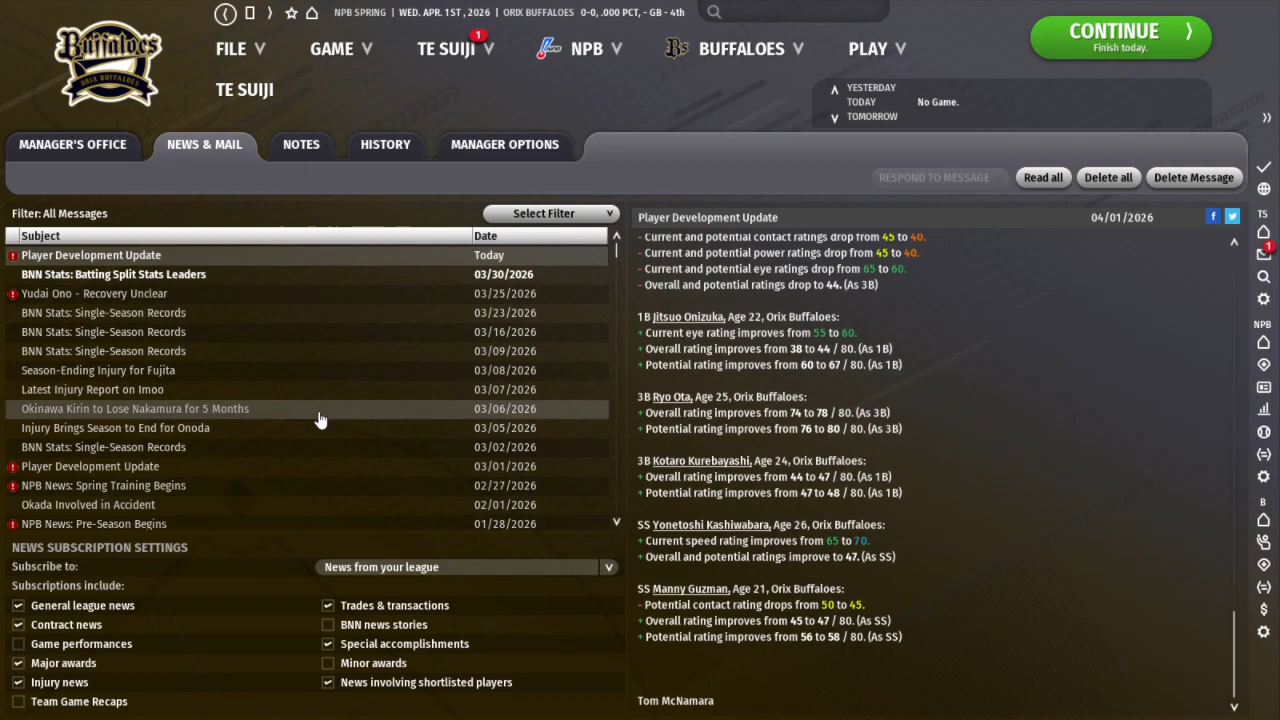 Buffaloes
ORIX BUFFALOES
NPB SPRING | WED. APR. 1ST , 2026 | ORIX BUFFALOES 0-0, .000 PCT, - GB - 4th
FILE GAME TE SUIJI 1 NPB Bs BUFFALOES PLAY
CONTINUE
Finish today.
TE SUIJI
YESTERDAY
TODAY No Game.
TOMORROW
MANAGER'S OFFICE NEWS & MAIL NOTES HISTORY MANAGER OPTIONS
RESPOND TO MESSAGE Read all Delete all Delete Message
Filter: All Messages Select Filter
Subject Date
Player Development Update Today
BNN Stats: Batting Split Stats Leaders 03/30/2026
Yudai Ono - Recovery Unclear 03/25/2026
BNN Stats: Single-Season Records 03/23/2026
BNN Stats: Single-Season Records 03/16/2026
BNN Stats: Single-Season Records 03/09/2026
Season-Ending Injury for Fujita 03/08/2026
Latest Injury Report on Imoo 03/07/2026
Okinawa Kirin to Lose Nakamura for 5 Months 03/06/2026
Injury Brings Season to End for Onoda 03/05/2026
BNN Stats: Single-Season Records 03/02/2026
Player Development Update 03/01/2026
NPB News: Spring Training Begins 02/27/2026
Okada Involved in Accident 02/01/2026
NPB News: Pre-Season Begins 01/28/2026
NEWS SUBSCRIPTION SETTINGS
Subscribe to: News from your league
Subscriptions include:
General league news Trades & transactions
Contract news BNN news stories
Game performances Special accomplishments
Major awards Minor awards
Injury news News involving shortlisted players
Team Game Recaps
Player Development Update 04/01/2026
- Current and potential contact ratings drop from 45 to 40.
- Current and potential power ratings drop from 45 to 40.
- Current and potential eye ratings drop from 65 to 60.
- Overall and potential ratings drop to 44. (As 3B)
1B Jitsuo Onizuka, Age 22, Orix Buffaloes:
+ Current eye rating improves from 55 to 60.
+ Overall rating improves from 38 to 44 / 80. (As 1B)
+ Potential rating improves from 60 to 67 / 80. (As 1B)
3B Ryo Ota, Age 25, Orix Buffaloes:
+ Overall rating improves from 74 to 78 / 80. (As 3B)
+ Potential rating improves from 76 to 80 / 80. (As 3B)
3B Kotaro Kurebayashi, Age 24, Orix Buffaloes:
+ Overall rating improves from 44 to 47 / 80. (As 1B)
+ Potential rating improves from 47 to 48 / 80. (As 1B)
SS Yonetoshi Kashiwabara, Age 26, Orix Buffaloes:
+ Current speed rating improves from 65 to 70.
+ Overall and potential ratings improve to 47. (As SS)
SS Manny Guzman, Age 21, Orix Buffaloes:
- Potential contact rating drops from 50 to 45.
+ Overall rating improves from 45 to 47 / 80. (As SS)
+ Potential rating improves from 56 to 58 / 80. (As SS)
Tom McNamara
TS
1
NPB
B